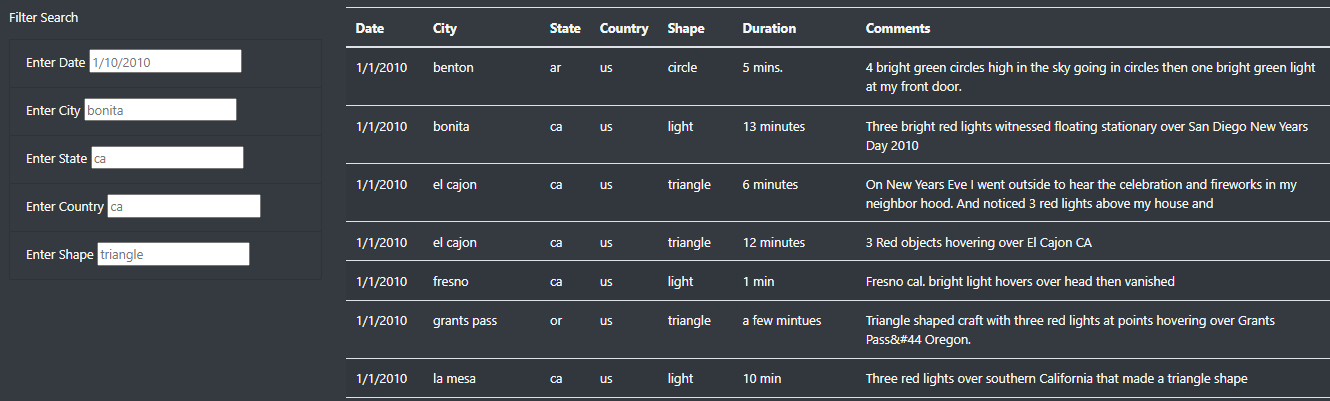 Filter Search
Enter Date 1/10/2010
Enter City bonita
Enter State ca
Enter Country ca
Enter Shape triangle
Date City State Country Shape Duration Comments
1/1/2010 benton ar us circle 5 mins. 4 bright green circles high in the sky going in circles then one bright green light
at my front door.
1/1/2010 bonita ca us light 13 minutes Three bright red lights witnessed floating stationary over San Diego New Years
Day 2010
1/1/2010 el cajon ca us triangle 6 minutes On New Years Eve I went outside to hear the celebration and fireworks in my
neighbor hood. And noticed 3 red lights above my house and
1/1/2010 el cajon ca us triangle 12 minutes 3 Red objects hovering over El Cajon CA
1/1/2010 fresno ca us light 1 min Fresno cal. bright light hovers over head then vanished
1/1/2010 grants pass or us triangle a few mintues Triangle shaped craft with three red lights at points hovering over Grants
Pass&#44 Oregon.
1/1/2010 la mesa ca us light 10 min Three red lights over southern California that made a triangle shape